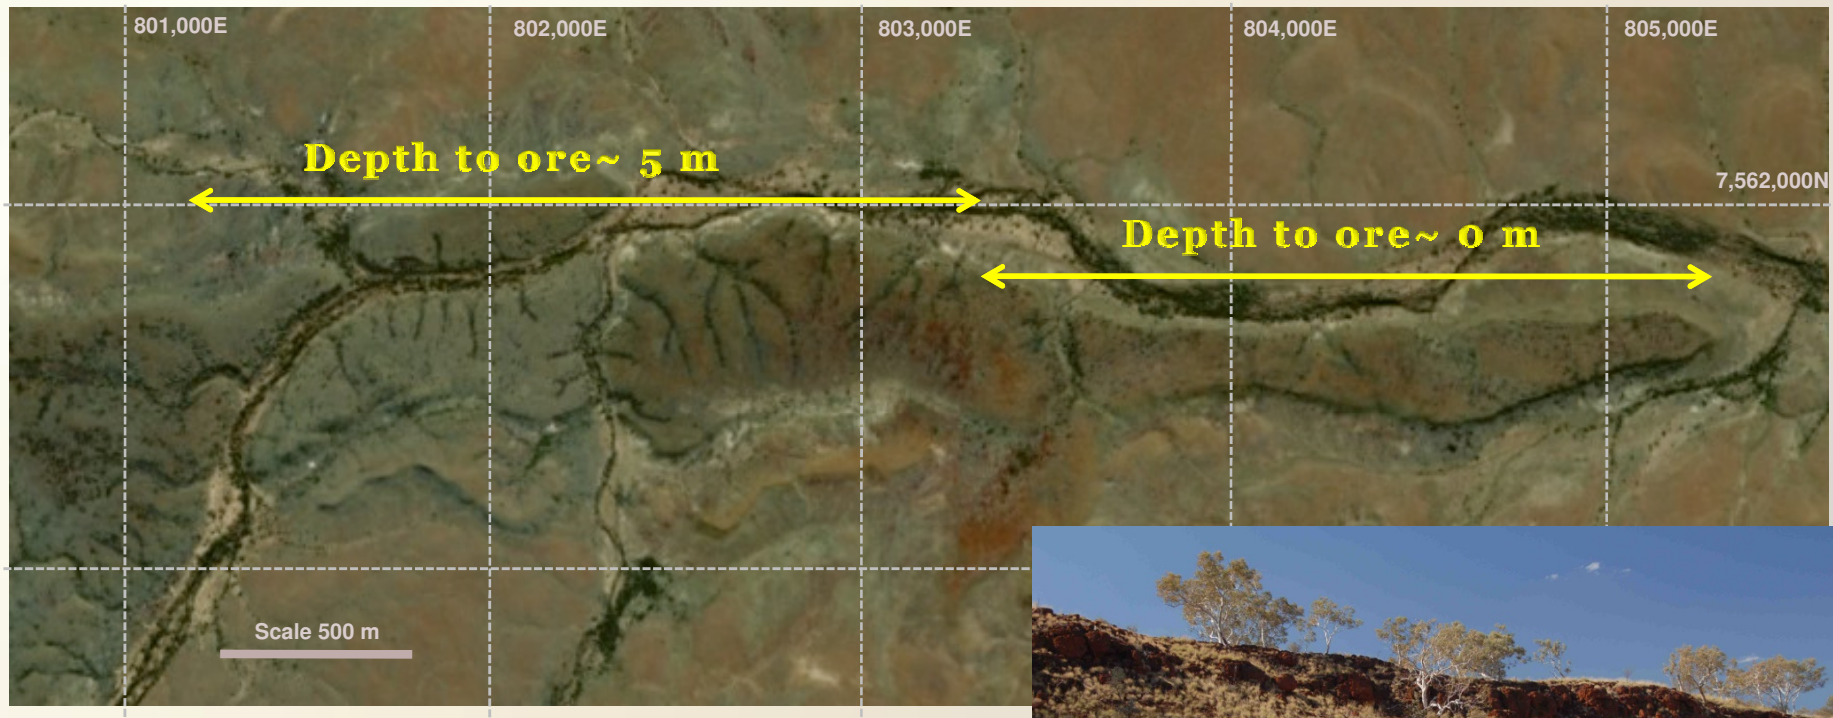 801,000E
802,000E
803,000E
804,000E
805,000E
Depth to ore~ 5 m
7,562,000N
Depth to ore~ 0 m
Scale 500 m